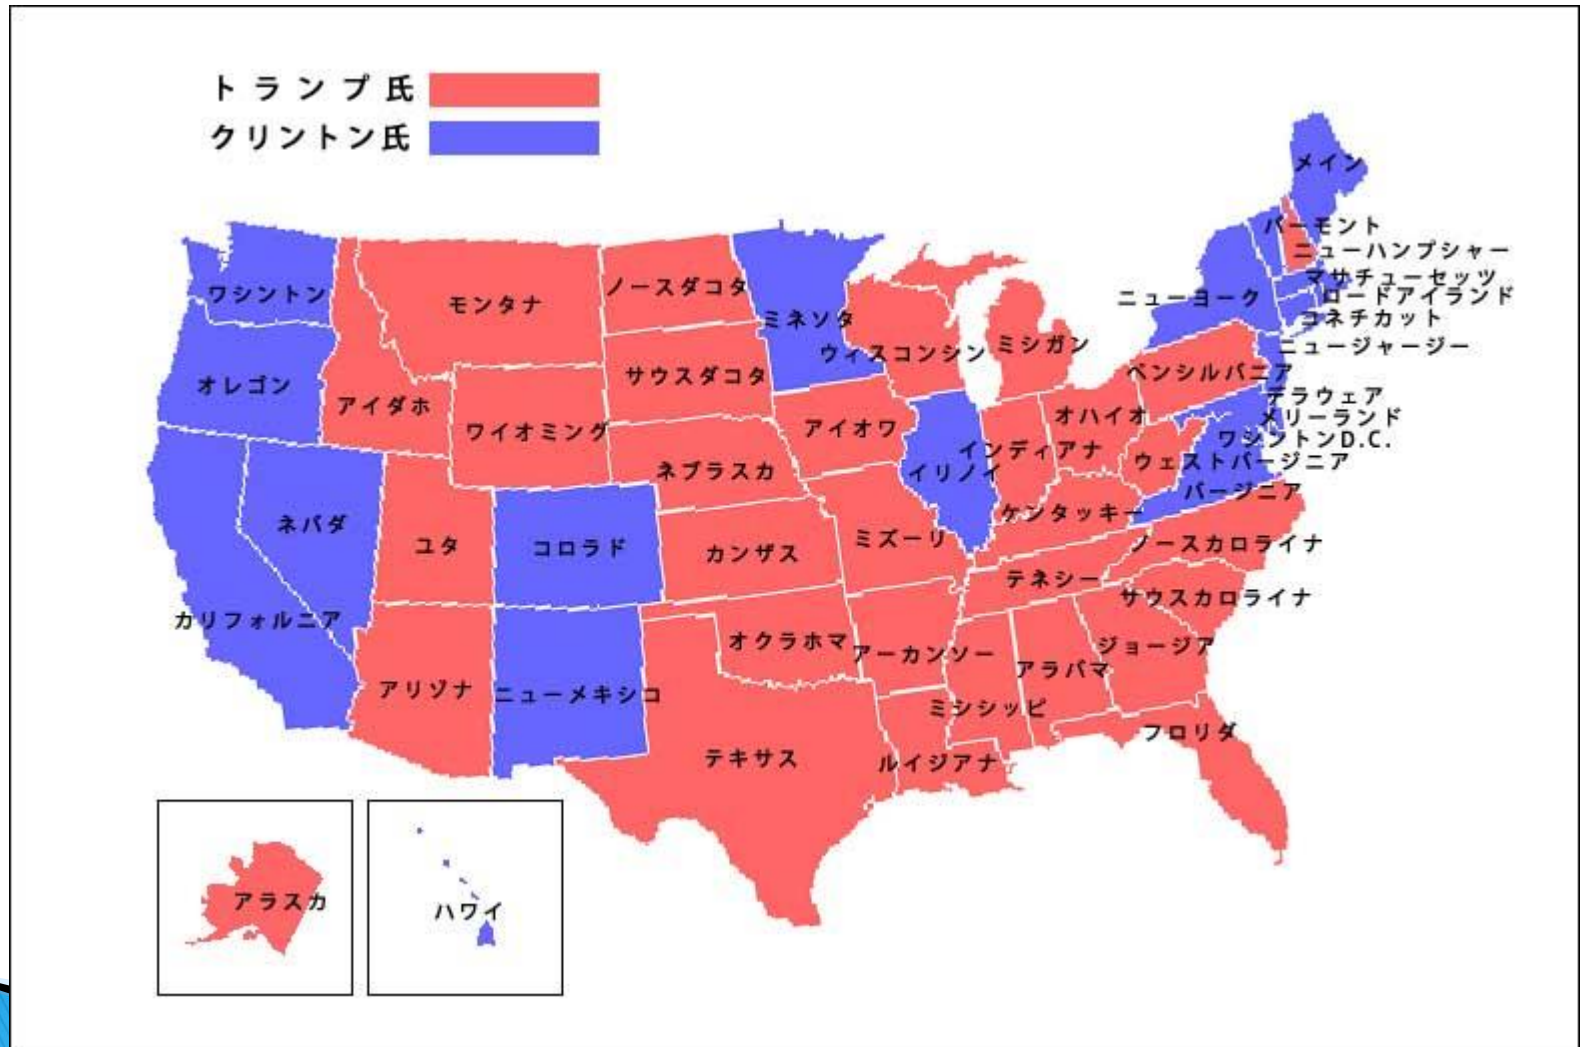 トランプ氏
クリントン氏
メイン
バーモント
ニューハンプシャー
マサチューセッツ
ロードアイランド
コネチカット
ニューヨーク
ニュージャージー
ペンシルバニア
デラウェア
メリーランド
ワシントンD.C.
ウェストバージニア
バージニア
ワシントン
モンタナ
ノースダコタ
ミネソタ
ウィスコンシン
ミシガン
オレゴン
アイダホ
サウスダコタ
ワイオミング
アイオワ
オハイオ
インディアナ
イリノイ
ネブラスカ
ネバダ
ユタ
コロラド
カンザス
ミズーリ
ケンタッキー
ノースカロライナ
テネシー
サウスカロライナ
カリフォルニア
アリゾナ
ニューメキシコ
オクラホマ
アーカンソー
アラバマ
ジョージア
ミシシッピ
フロリダ
テキサス
ルイジアナ
アラスカ
ハワイ